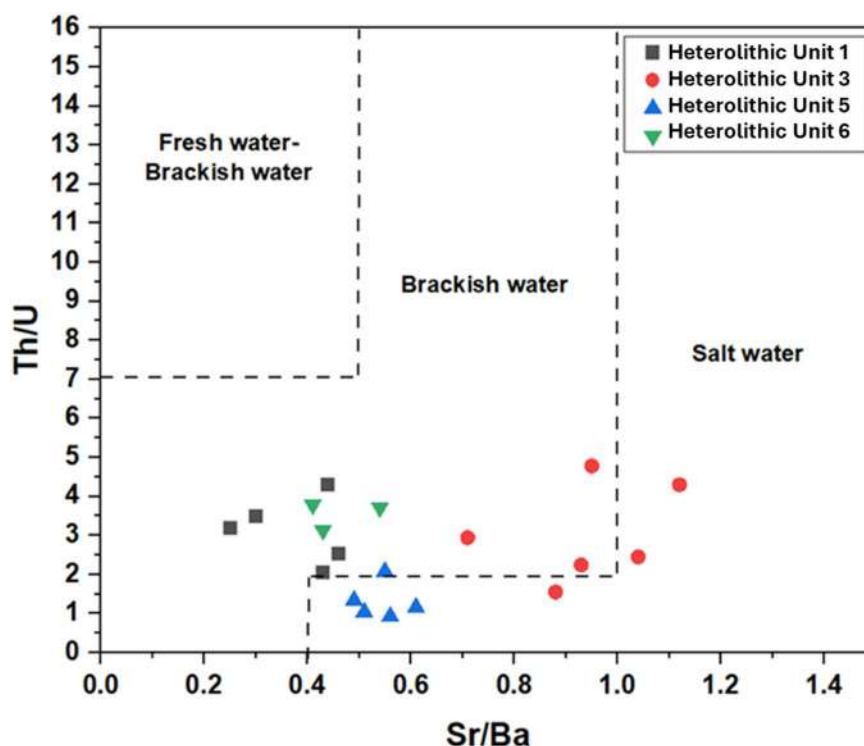 Th/U
16
15
14
13
12
11
10
9
8
7
6
5
4
3
2
1
0
Fresh water-
Brackish water
Brackish water
Salt water
Heterolithic Unit 1
Heterolithic Unit 3
Heterolithic Unit 5
Heterolithic Unit 6
0.0 0.2 0.4 0.6 0.8 1.0 1.2 1.4
Sr/Ba